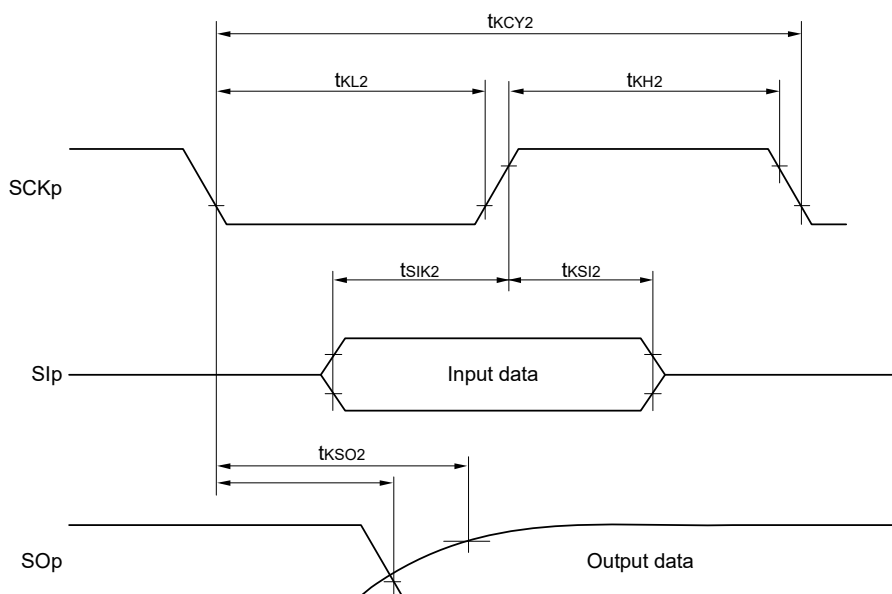 tKCY2
tKL2
tKH2
SCKp
tSIK2
tKSI2
SIp
Input data
tKSO2
SOp
Output data